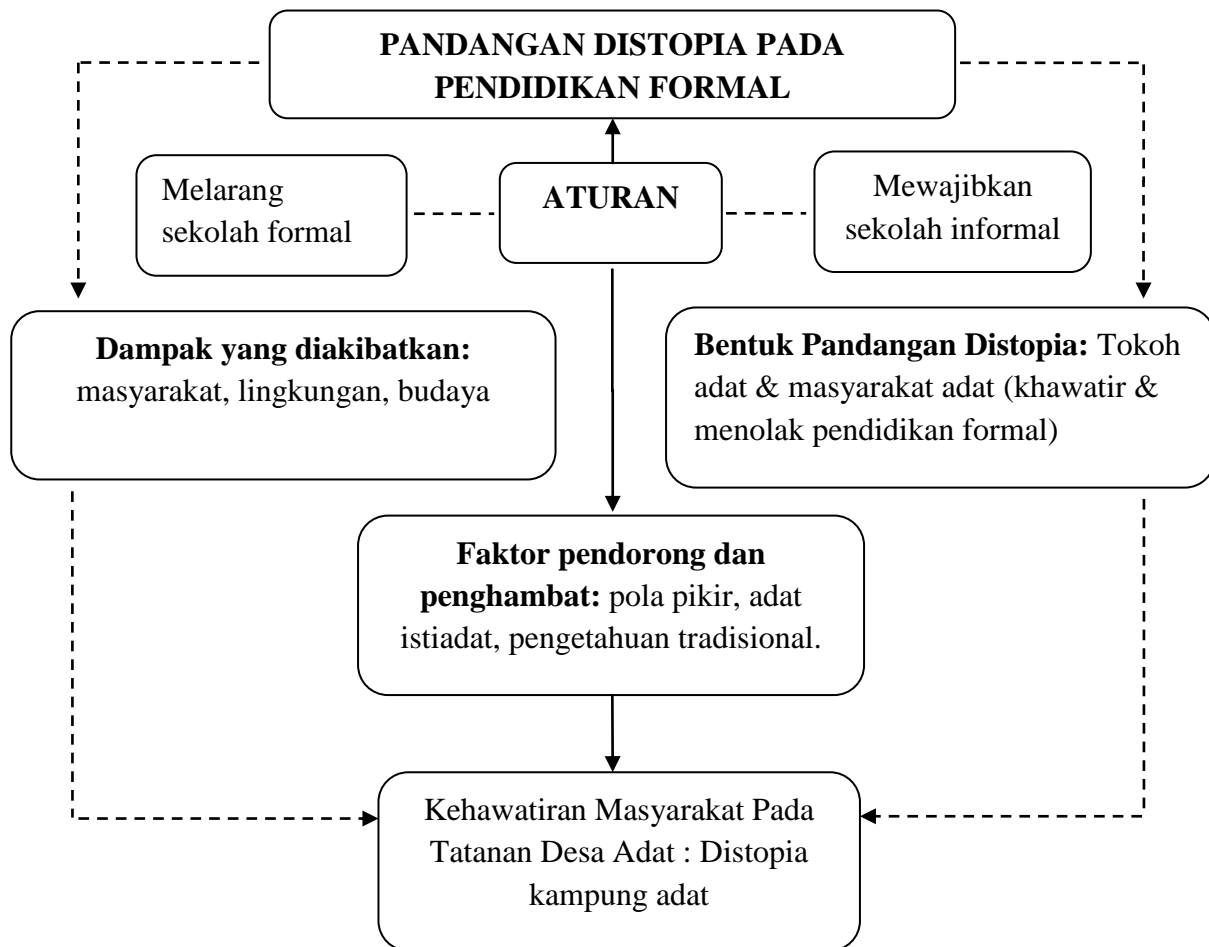 PANDANGAN DISTOPIA PADA
PENDIDIKAN FORMAL
Melarang
sekolah formal
ATURAN
Mewajibkan
sekolah informal
Dampak yang diakibatkan:
masyarakat, lingkungan, budaya
Bentuk Pandangan Distopia: Tokoh
adat & masyarakat adat (khawatir &
menolak pendidikan formal)
Faktor pendorong dan
penghambat: pola pikir, adat
istiadat, pengetahuan tradisional.
Kehawatiran Masyarakat Pada
Tatanan Desa Adat : Distopia
kampung adat